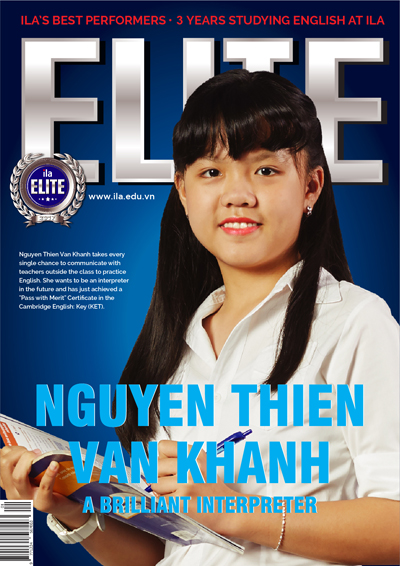 ILA'S BEST PERFORMERS • 3 YEARS STUDYING ENGLISH AT ILA
ELITE
ila
ELITE
www.ila.edu.vn
Nguyen Thien Van Khanh takes every
single chance to communicate with
teachers outside the class to practice
English. She wants to be an interpreter
in the future and has just achieved a
"Pass with Merit" Certificate in the
Cambridge English: Key (KET).
NGUYEN THIEN
VAN KHANH
A BRILLIANT INTERPRETER